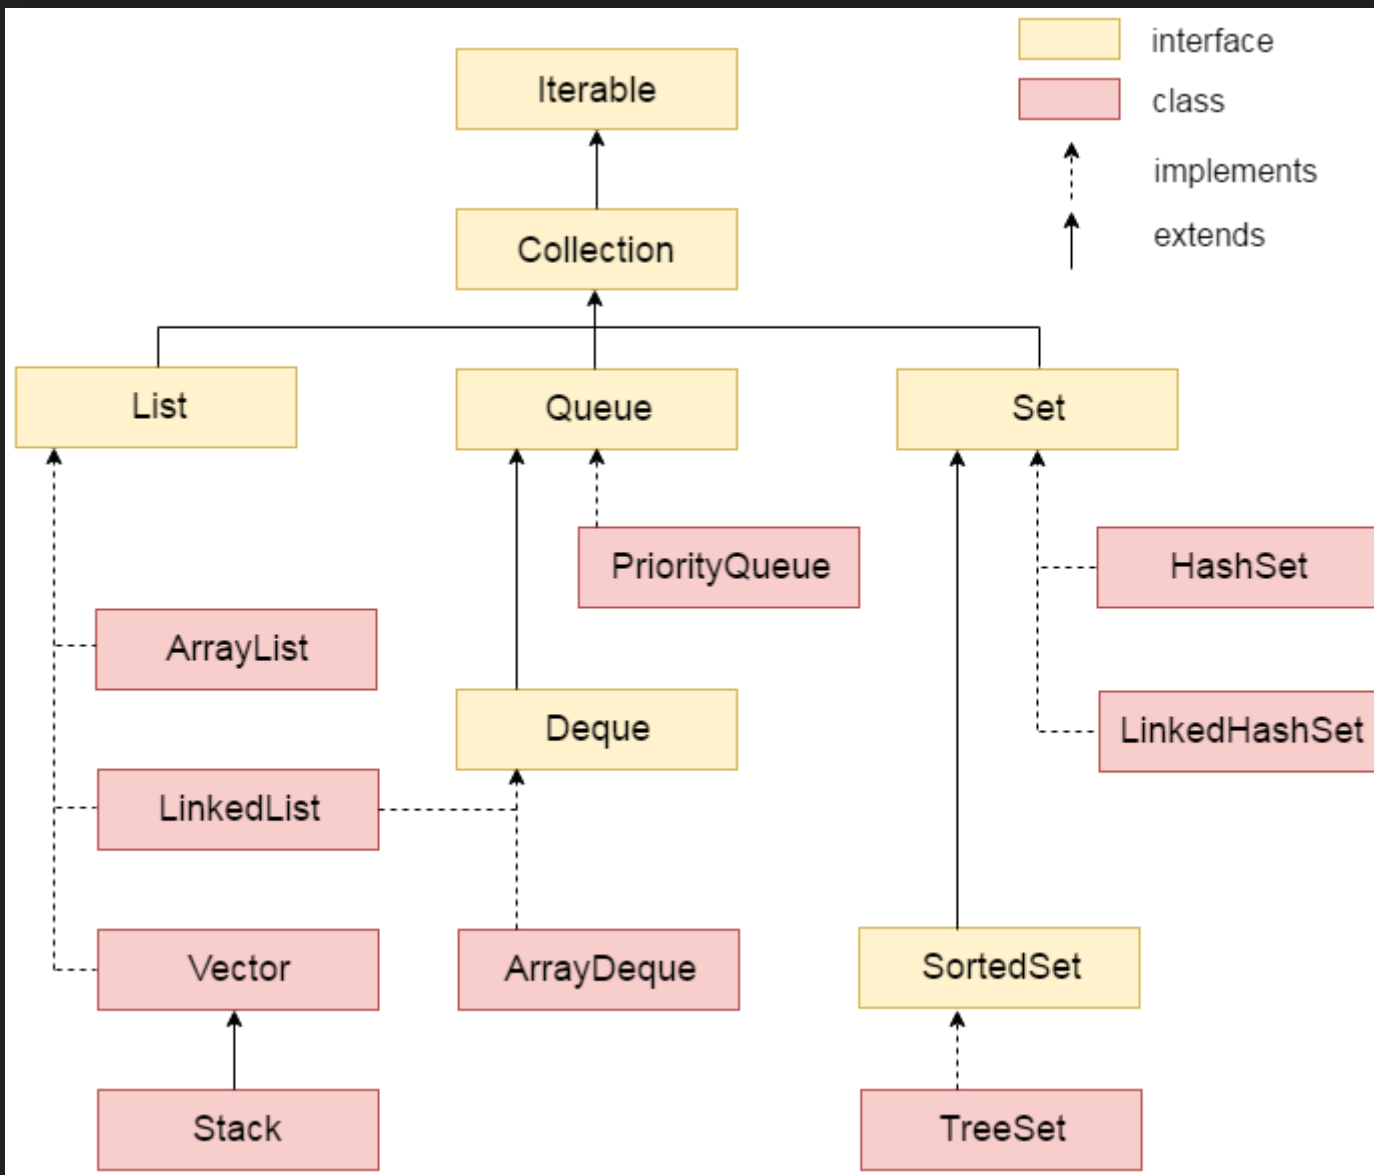 interface
Iterable
class
implements
extends
Collection
List
Queue
Set
PriorityQueue
HashSet
ArrayList
Deque
LinkedHashSet
LinkedList
Vector
ArrayDeque
SortedSet
Stack
TreeSet